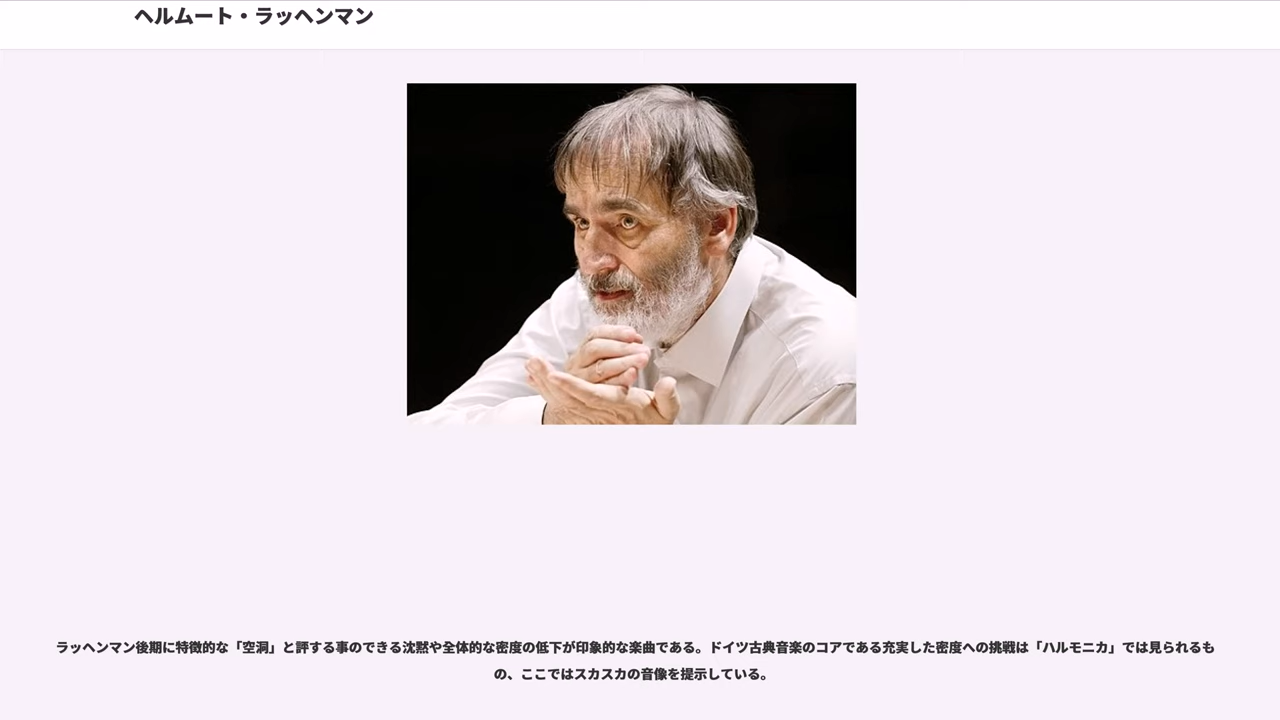 ヘルムート・ラッヘンマン
ラッヘンマン後期に特徴的な「空洞」と評する事のできる沈黙や全体的な密度の低下が印象的な楽曲である。ドイツ古典音楽のコアである充実した密度への挑戦は「ハルモニカ」では見られるも
の、ここではスカスカの音像を提示している。